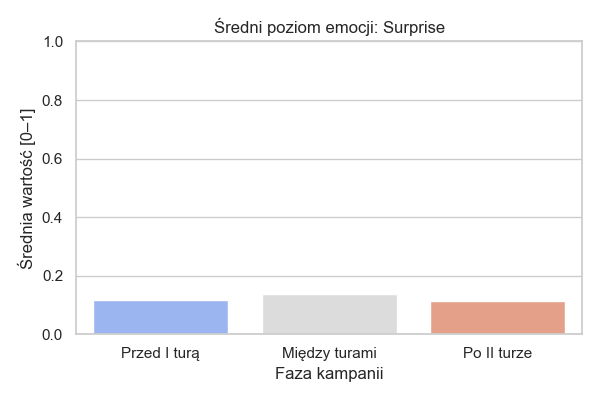 Średni poziom emocji: Surprise
Średnia wartość [0–1]
1.0
0.8
0.6
0.4
0.2
0.0
Przed I turą Między turami Po II turze
Faza kampanii